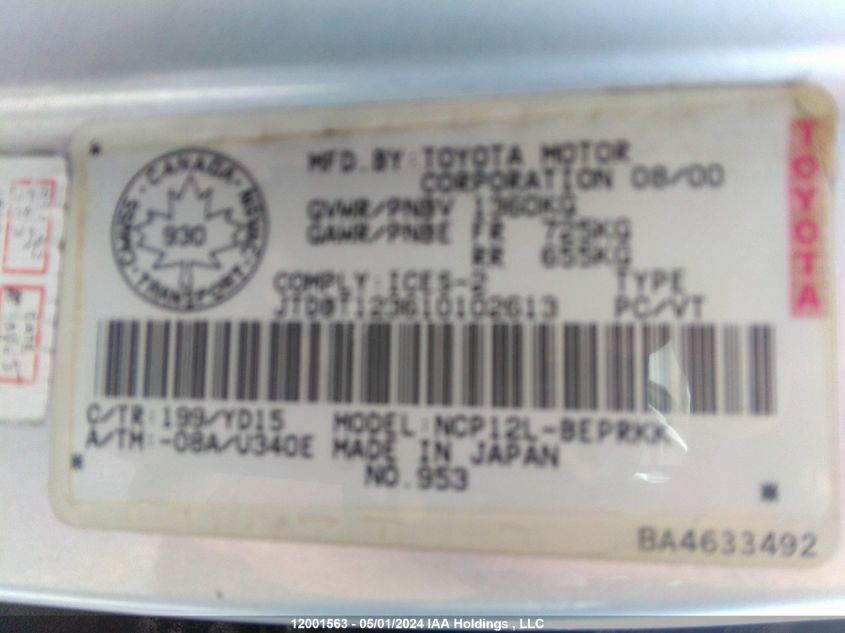 CANADA
CMVSS · NSVAC
930
TRANSPORT
MFD.BY:TOYOTA MOTOR
CORPORATION 08/00
GVWR/PNBV 1360KG
GAWR/PNBE FR 725KG
RR 655KG
COMPLY:ICES-2 TYPE
JTDBT123610102613 PC/VT
C/TR:199/YD15 MODEL:NCP12L-BEPRKK
A/TM:-08A/U340E MADE IN JAPAN
NO.953
BA4633492
TOYOTA
12001563 - 05/01/2024 IAA Holdings , LLC